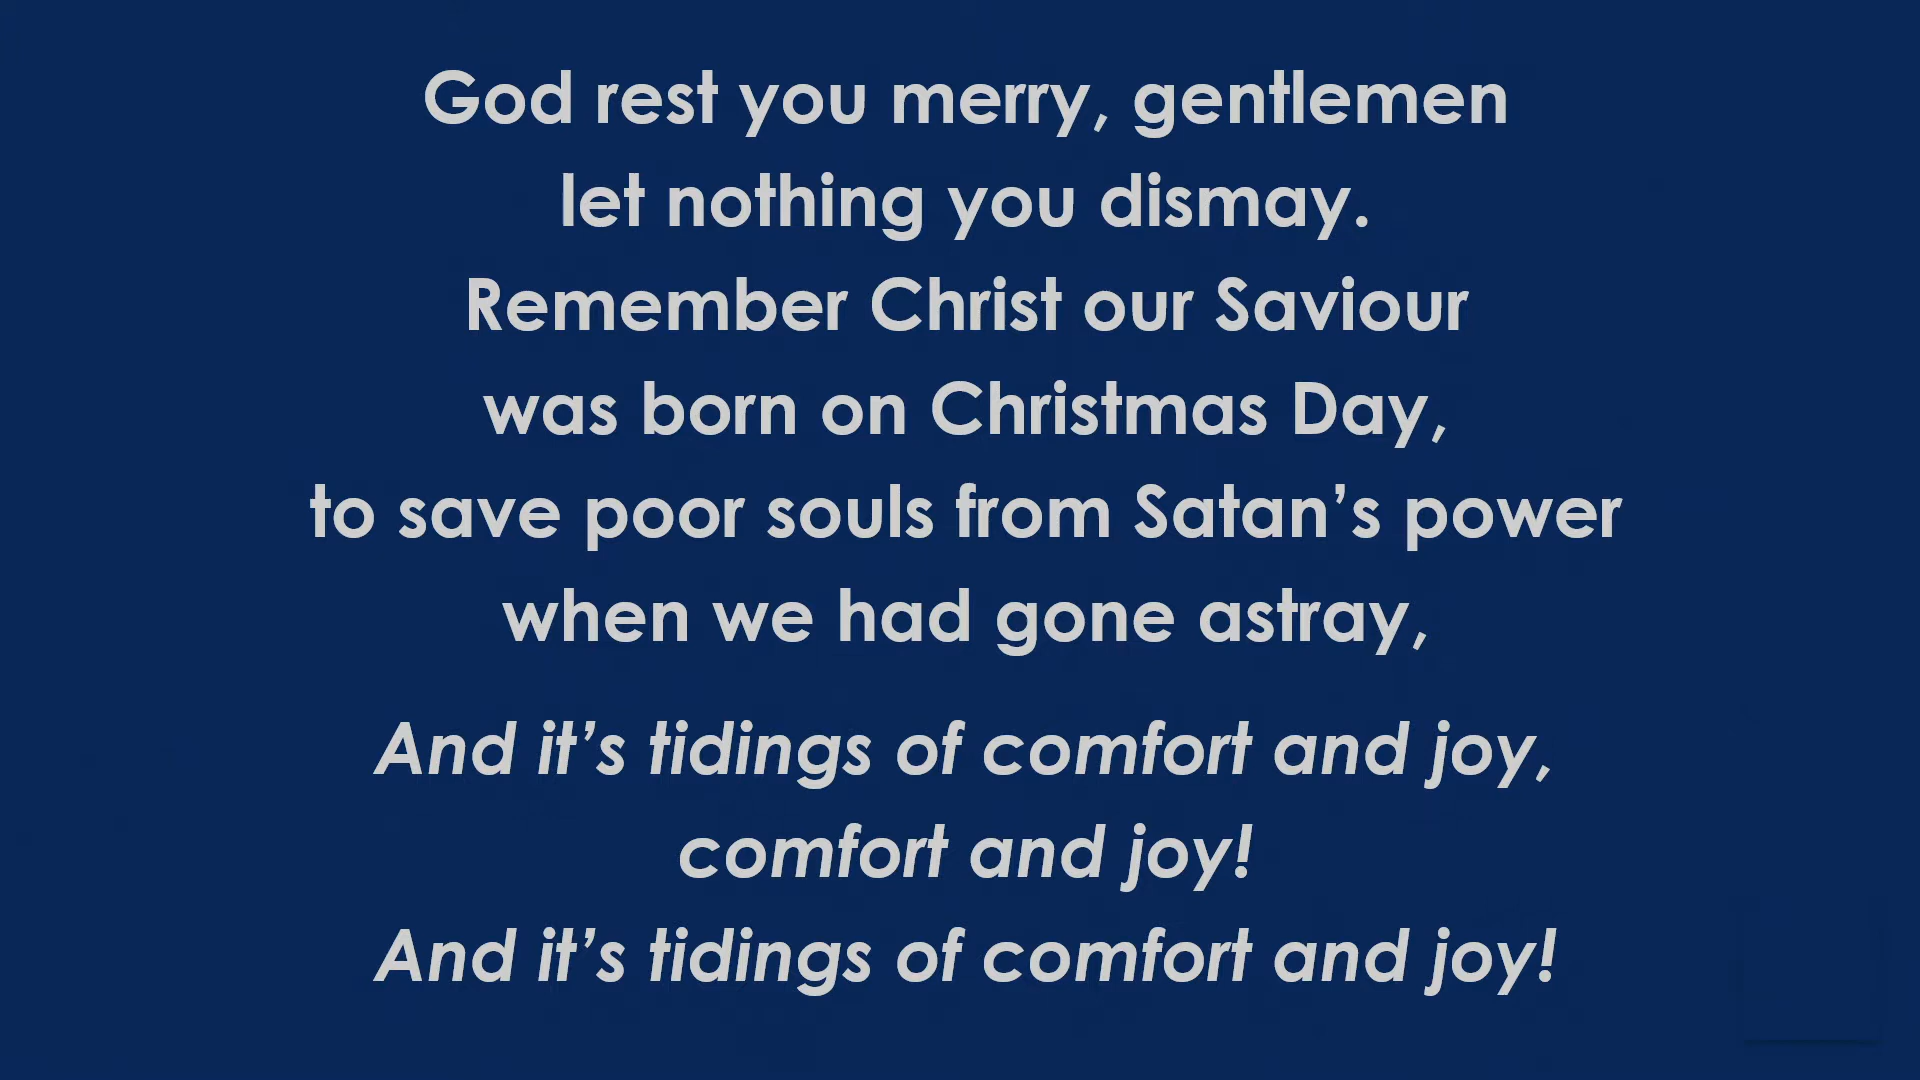 God rest you merry, gentlemen
let nothing you dismay.
Remember Christ our Saviour
was born on Christmas Day,
to save poor souls from Satan’s power
when we had gone astray,
And it’s tidings of comfort and joy,
comfort and joy!
And it’s tidings of comfort and joy!